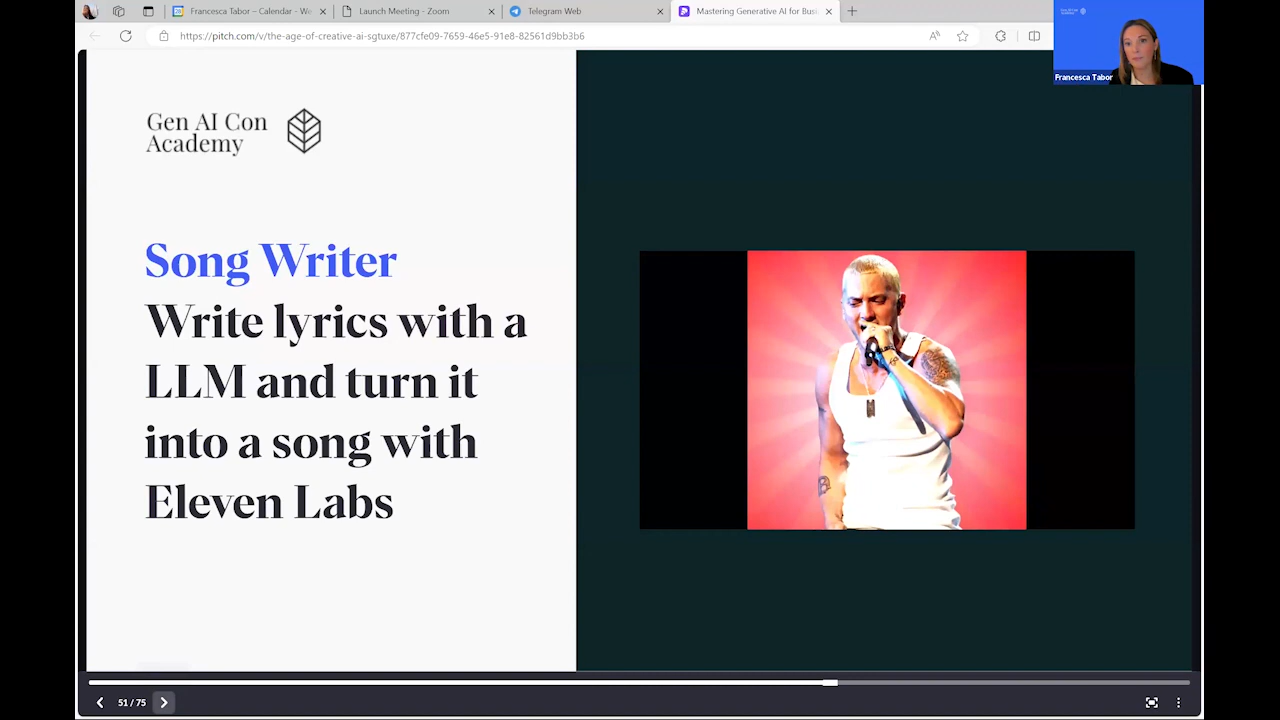 Francesca Tabor – Calendar - We
Launch Meeting - Zoom
Telegram Web
Mastering Generative AI for Busi
https://pitch.com/v/the-age-of-creative-ai-sgtuxe/877cfe09-7659-46e5-91e8-82561d9bb3b6
Francesca Tabor
Gen AI Con
Academy
Song Writer
Write lyrics with a
LLM and turn it
into a song with
Eleven Labs
51 / 75